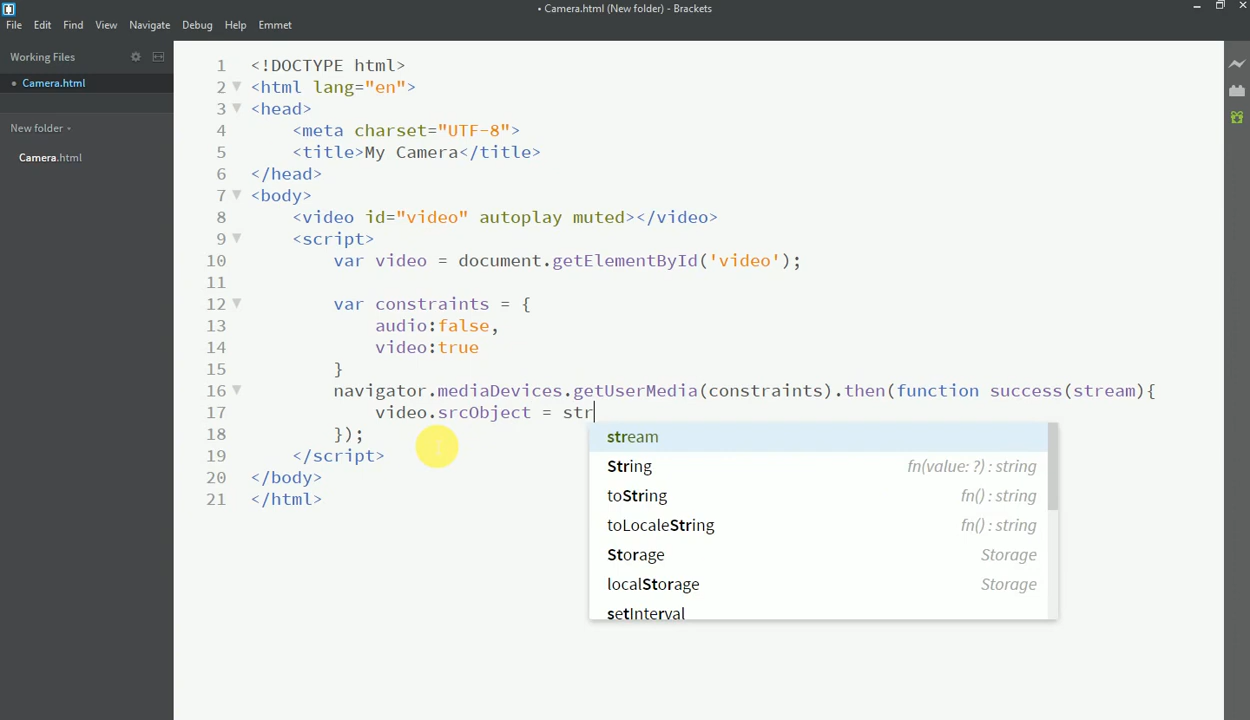 • Camera.html (New folder) - Brackets
File Edit Find View Navigate Debug Help Emmet
Working Files
• Camera.html
New folder
Camera.html
1 <!DOCTYPE html>
2 <html lang="en">
3 <head>
4 <meta charset="UTF-8">
5 <title>My Camera</title>
6 </head>
7 <body>
8 <video id="video" autoplay muted></video>
9 <script>
10 var video = document.getElementById('video');
11
12 var constraints = {
13 audio:false,
14 video:true
15 }
16 navigator.mediaDevices.getUserMedia(constraints).then(function success(stream){
17 video.srcObject = str
18 });
19 </script>
20 </body>
21 </html>
stream
String fn(value: ?) : string
toString fn() : string
toLocaleString fn() : string
Storage Storage
localStorage Storage
setInterval